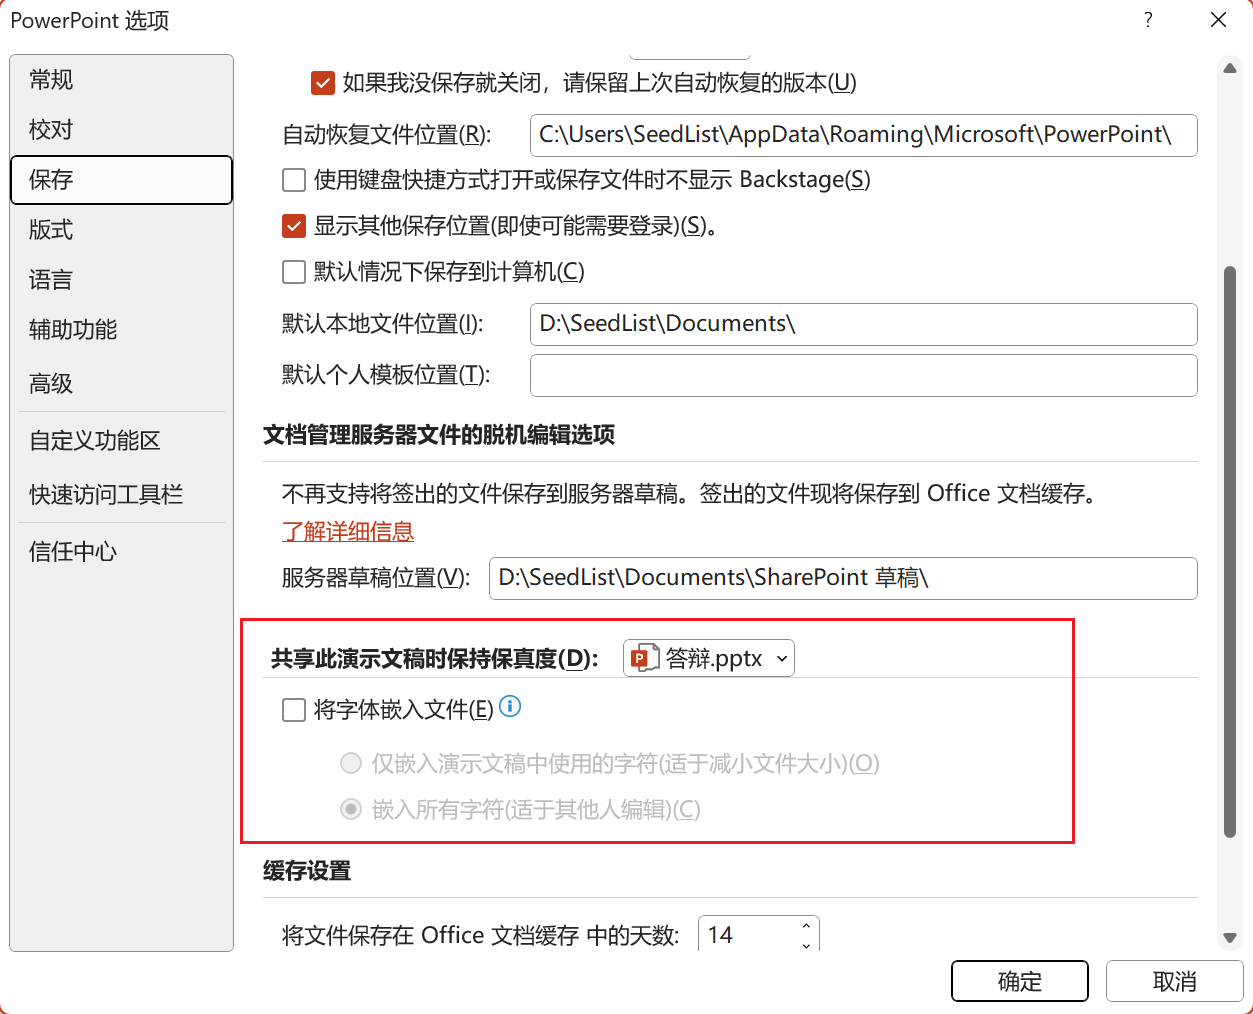 PowerPoint 选项
?
常规
校对
保存
版式
语言
辅助功能
高级
自定义功能区
快速访问工具栏
信任中心
如果我没保存就关闭，请保留上次自动恢复的版本(U)
自动恢复文件位置(R): C:\Users\SeedList\AppData\Roaming\Microsoft\PowerPoint\
使用键盘快捷方式打开或保存文件时不显示 Backstage(S)
显示其他保存位置(即使可能需要登录)(S)。
默认情况下保存到计算机(C)
默认本地文件位置(I): D:\SeedList\Documents\
默认个人模板位置(T):
文档管理服务器文件的脱机编辑选项
不再支持将签出的文件保存到服务器草稿。签出的文件现将保存到 Office 文档缓存。
了解详细信息
服务器草稿位置(V): D:\SeedList\Documents\SharePoint 草稿\
共享此演示文稿时保持保真度(D): 答辩.pptx
将字体嵌入文件(E)
仅嵌入演示文稿中使用的字符(适于减小文件大小)(O)
嵌入所有字符(适于其他人编辑)(C)
缓存设置
将文件保存在 Office 文档缓存 中的天数: 14
确定 取消